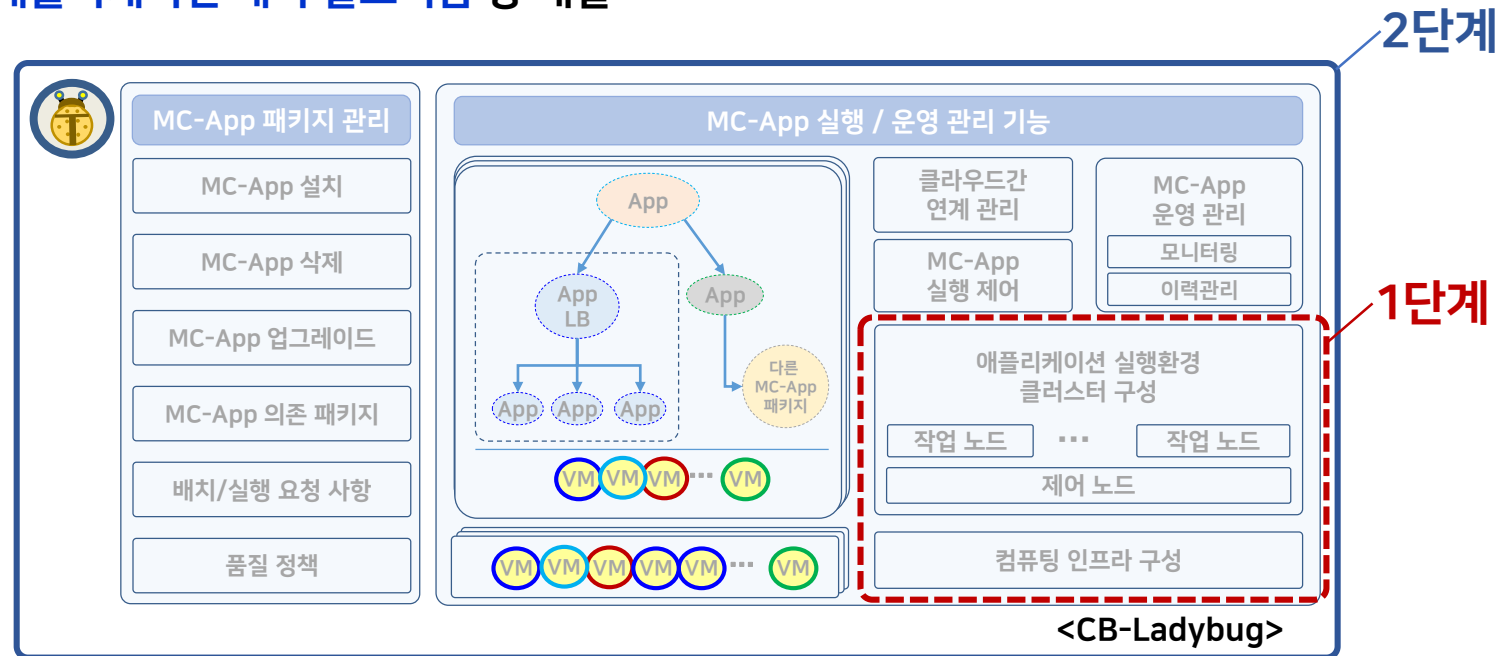 2단계
MC-App 패키지 관리
MC-App 설치
MC-App 삭제
MC-App 업그레이드
MC-App 의존 패키지
배치/실행 요청 사항
품질 정책
MC-App 실행 / 운영 관리 기능
App
App
LB
App
App
App
App
다른
MC-App
패키지
VM
VM
VM
...
VM
VM
VM
VM
VM
VM
...
VM
클라우드간
연계 관리
MC-App
실행 제어
MC-App
운영 관리
모니터링
이력관리
1단계
애플리케이션 실행환경
클러스터 구성
작업 노드
...
작업 노드
제어 노드
컴퓨팅 인프라 구성
<CB-Ladybug>